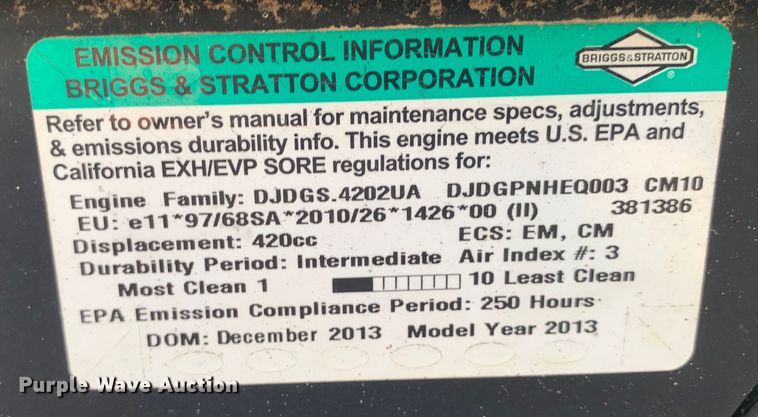 EMISSION CONTROL INFORMATION
BRIGGS & STRATTON CORPORATION
BRIGGS&STRATTON
®
Refer to owner's manual for maintenance specs, adjustments,
& emissions durability info. This engine meets U.S. EPA and
California EXH/EVP SORE regulations for:
Engine Family: DJDGS.4202UA DJDGPNHEQ003 CM10
EU: e11*97/68SA*2010/26*1426*00 (II) 381386
Displacement: 420cc ECS: EM, CM
Durability Period: Intermediate Air Index #: 3
Most Clean 1 10 Least Clean
EPA Emission Compliance Period: 250 Hours
DOM: December 2013 Model Year 2013
Purple Wave Auction